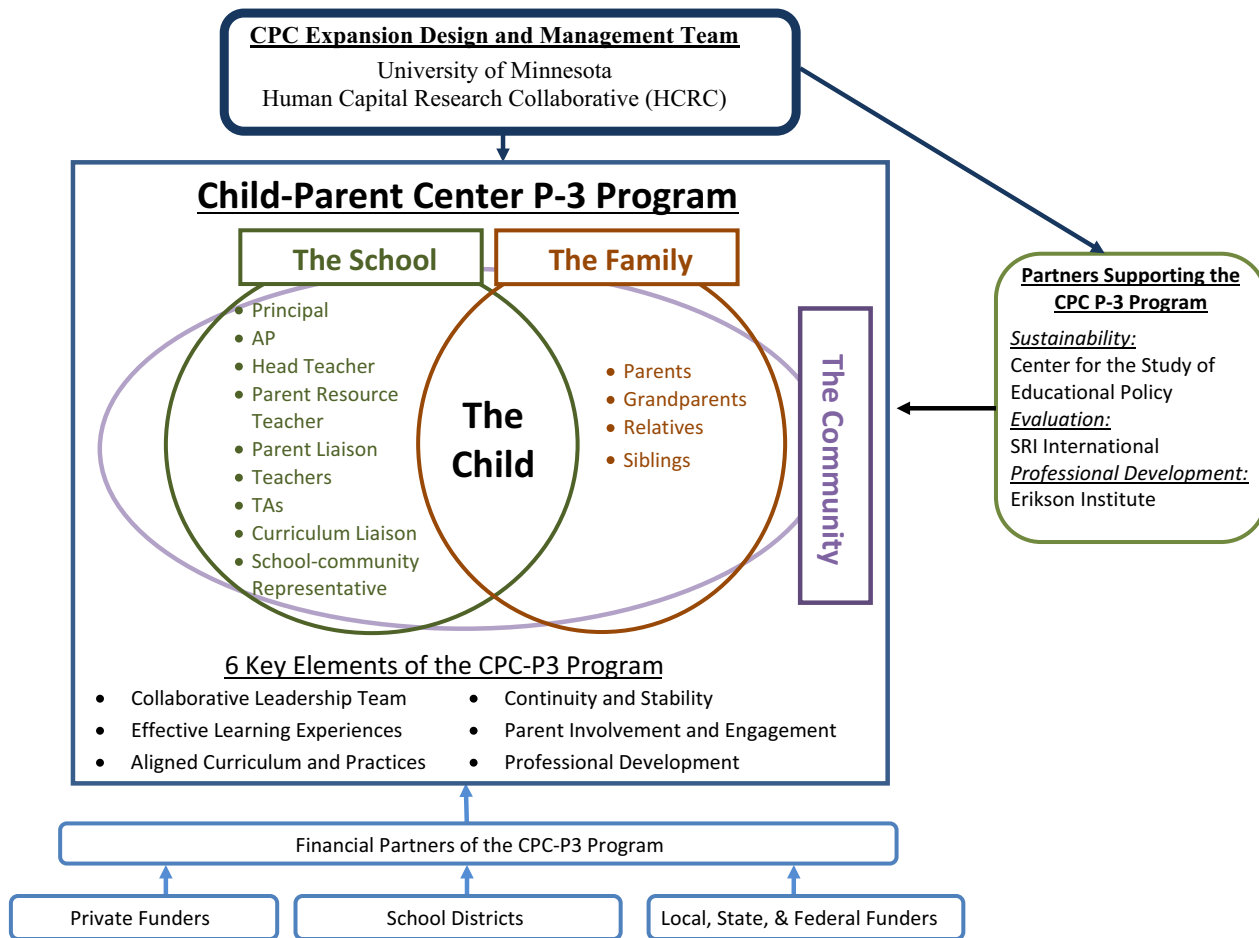 CPC Expansion Design and Management Team
University of Minnesota
Human Capital Research Collaborative (HCRC)
Child-Parent Center P-3 Program
The School
The Family
• Principal
• AP
• Head Teacher
• Parent Resource
Teacher
• Parent Liaison
• Teachers
• TAs
• Curriculum Liaison
• School-community
Representative
The
Child
• Parents
• Grandparents
• Relatives
• Siblings
The Community
Partners Supporting the
CPC P-3 Program
Sustainability:
Center for the Study of
Educational Policy
Evaluation:
SRI International
Professional Development:
Erikson Institute
6 Key Elements of the CPC-P3 Program
• Collaborative Leadership Team
• Effective Learning Experiences
• Aligned Curriculum and Practices
• Continuity and Stability
• Parent Involvement and Engagement
• Professional Development
Financial Partners of the CPC-P3 Program
Private Funders
School Districts
Local, State, & Federal Funders